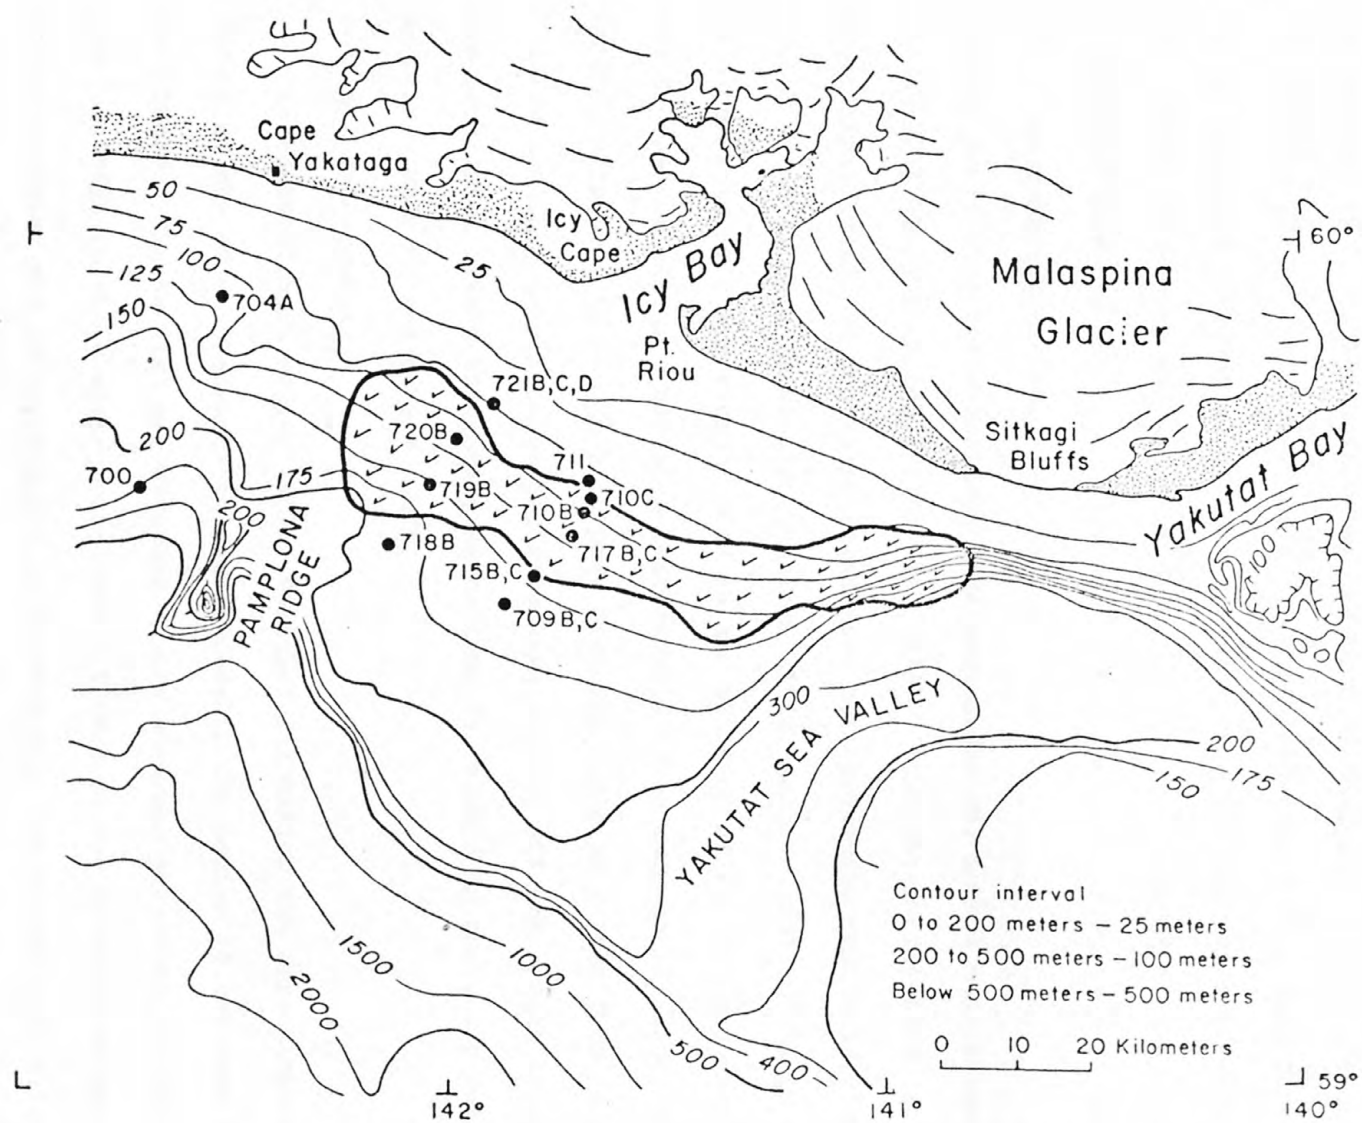 Cape
Yakataga
Icy
Cape
Icy Bay
Malaspina
Glacier
60°
50
75
100
125
150
25
704A
Pt.
Riou
721B,C,D
720B
711
710C
719B
710B
717B,C
718B
715B,C
709B,C
Sitkagi
Bluffs
Yakutat Bay
200
175
700
200
PAMPLONA
RIDGE
100
300
YAKUTAT SEA VALLEY
200
175
150
Contour interval
0 to 200 meters – 25 meters
200 to 500 meters – 100 meters
Below 500 meters – 500 meters
0 10 20 Kilometers
1500
1000
2000
500
400
142°
141°
59°
140°